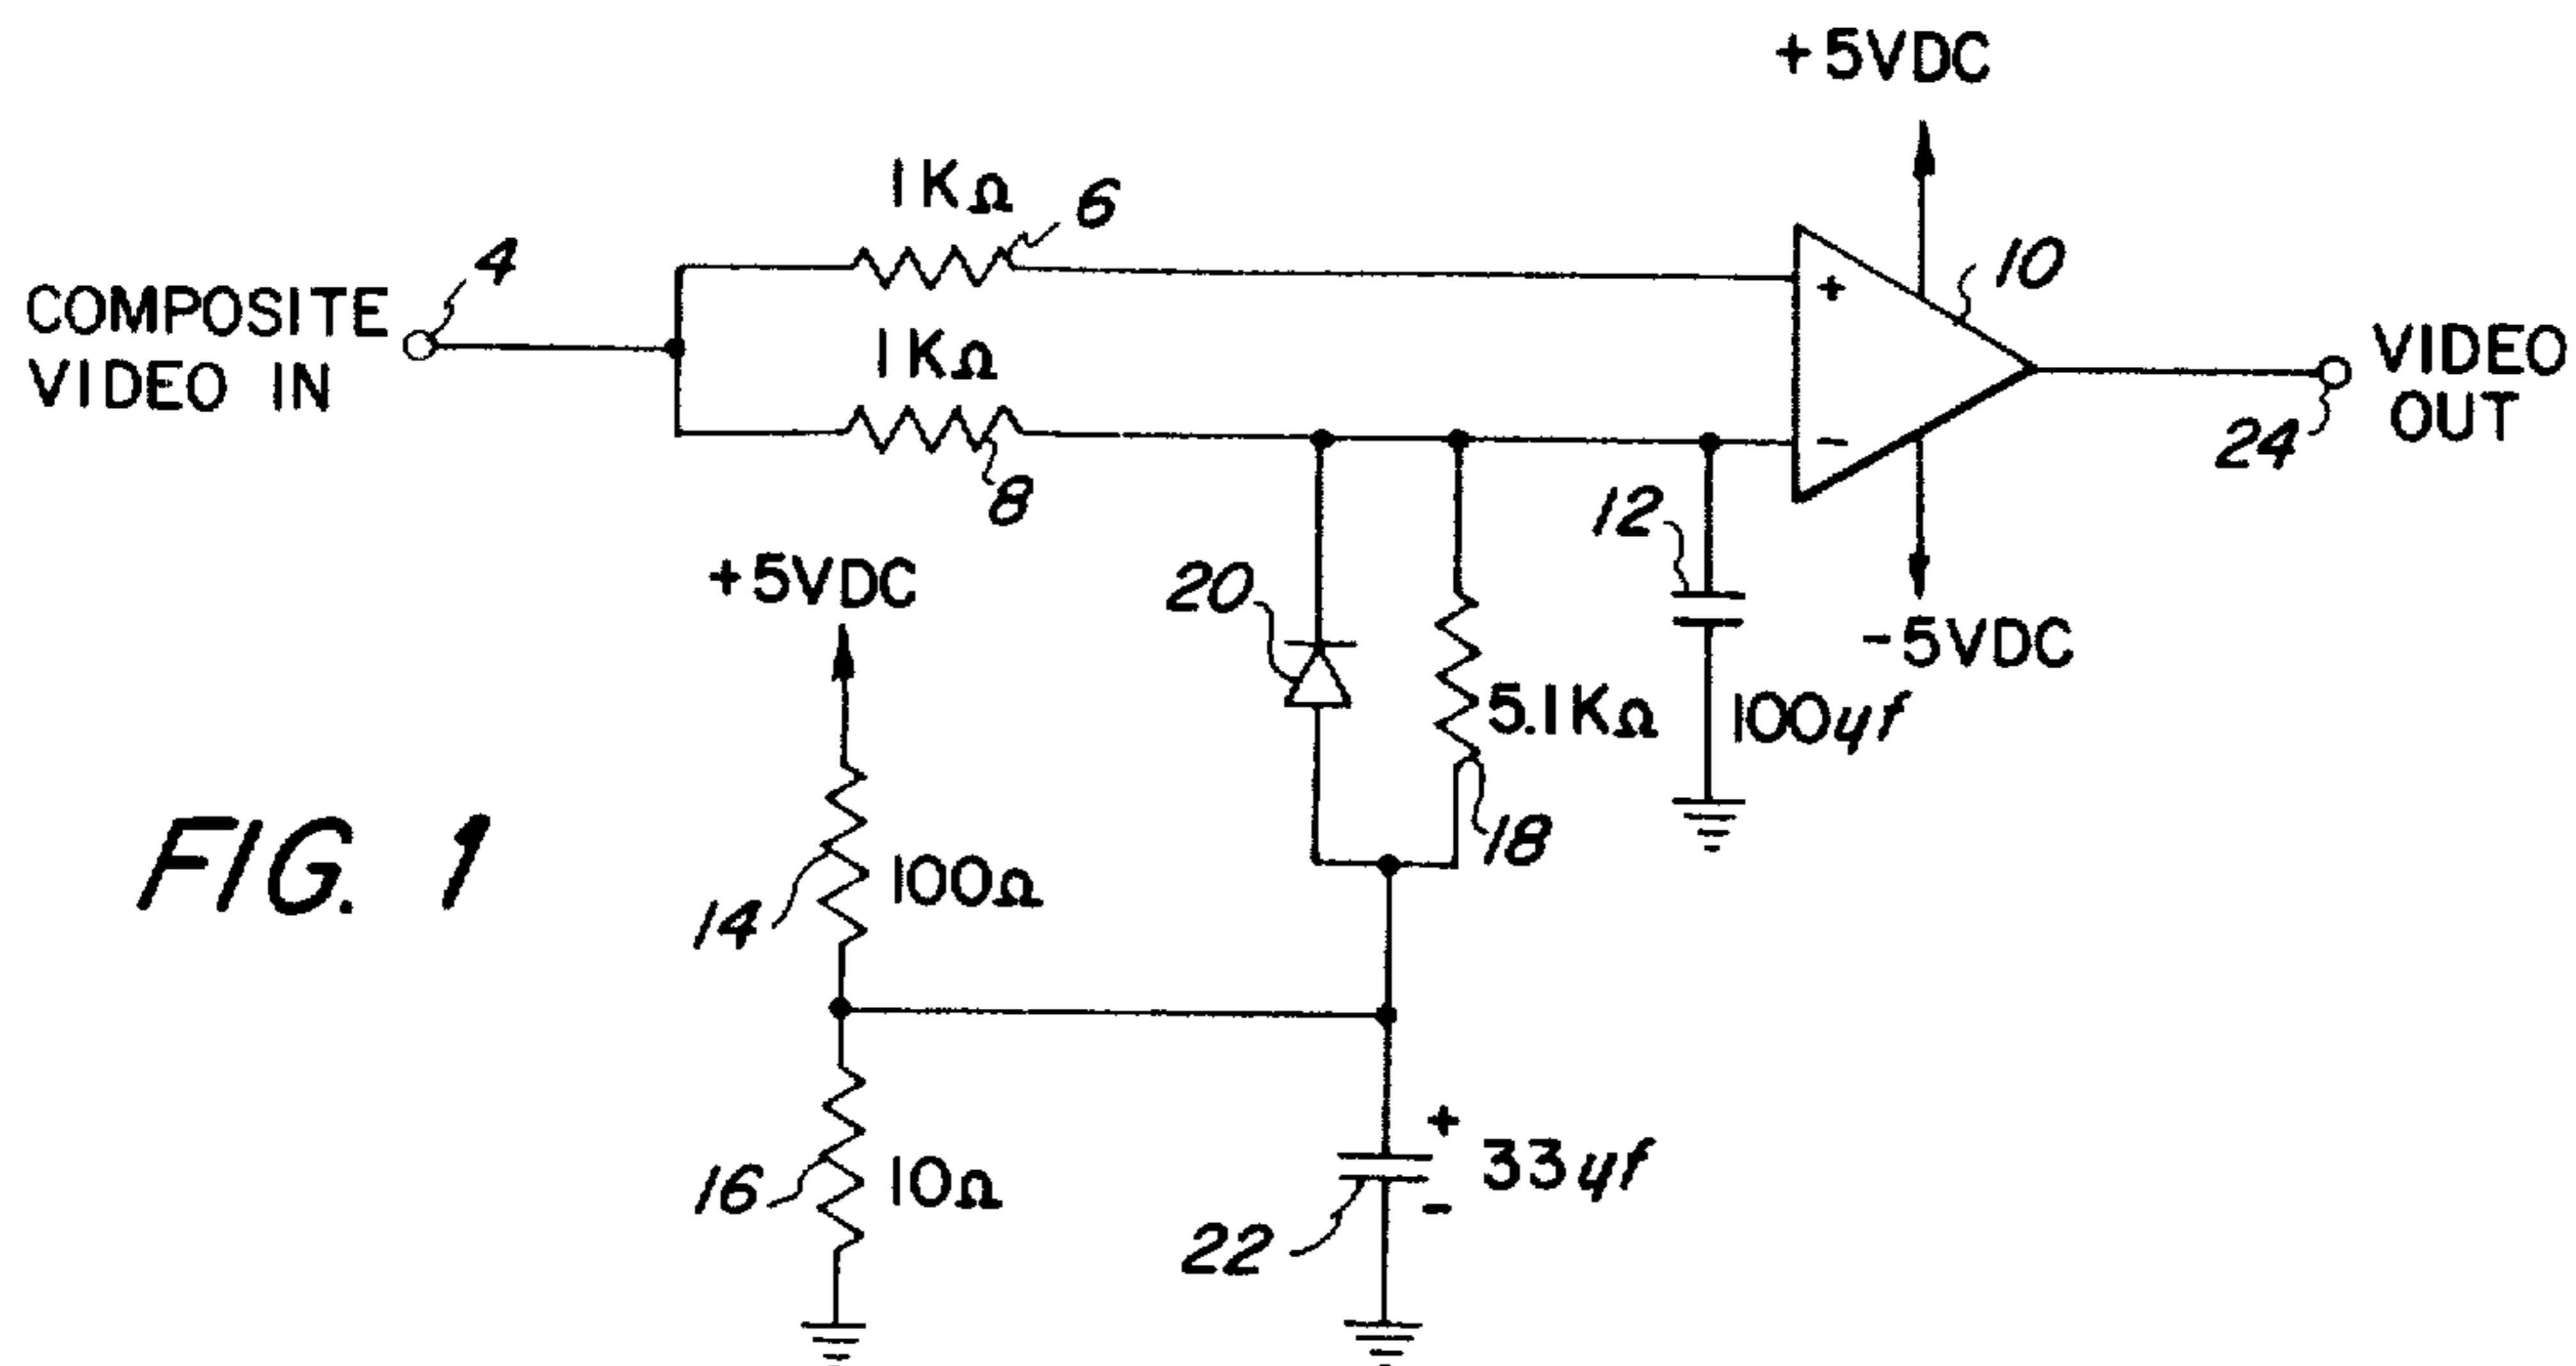 +5VDC
1KΩ
6
10
4
COMPOSITE
VIDEO IN
1KΩ
+
VIDEO
OUT
24
-
8
12
+5VDC
20
-5VDC
5.1KΩ
100µf
18
FIG. 1
14
100Ω
+
33µf
16
10Ω
-
22